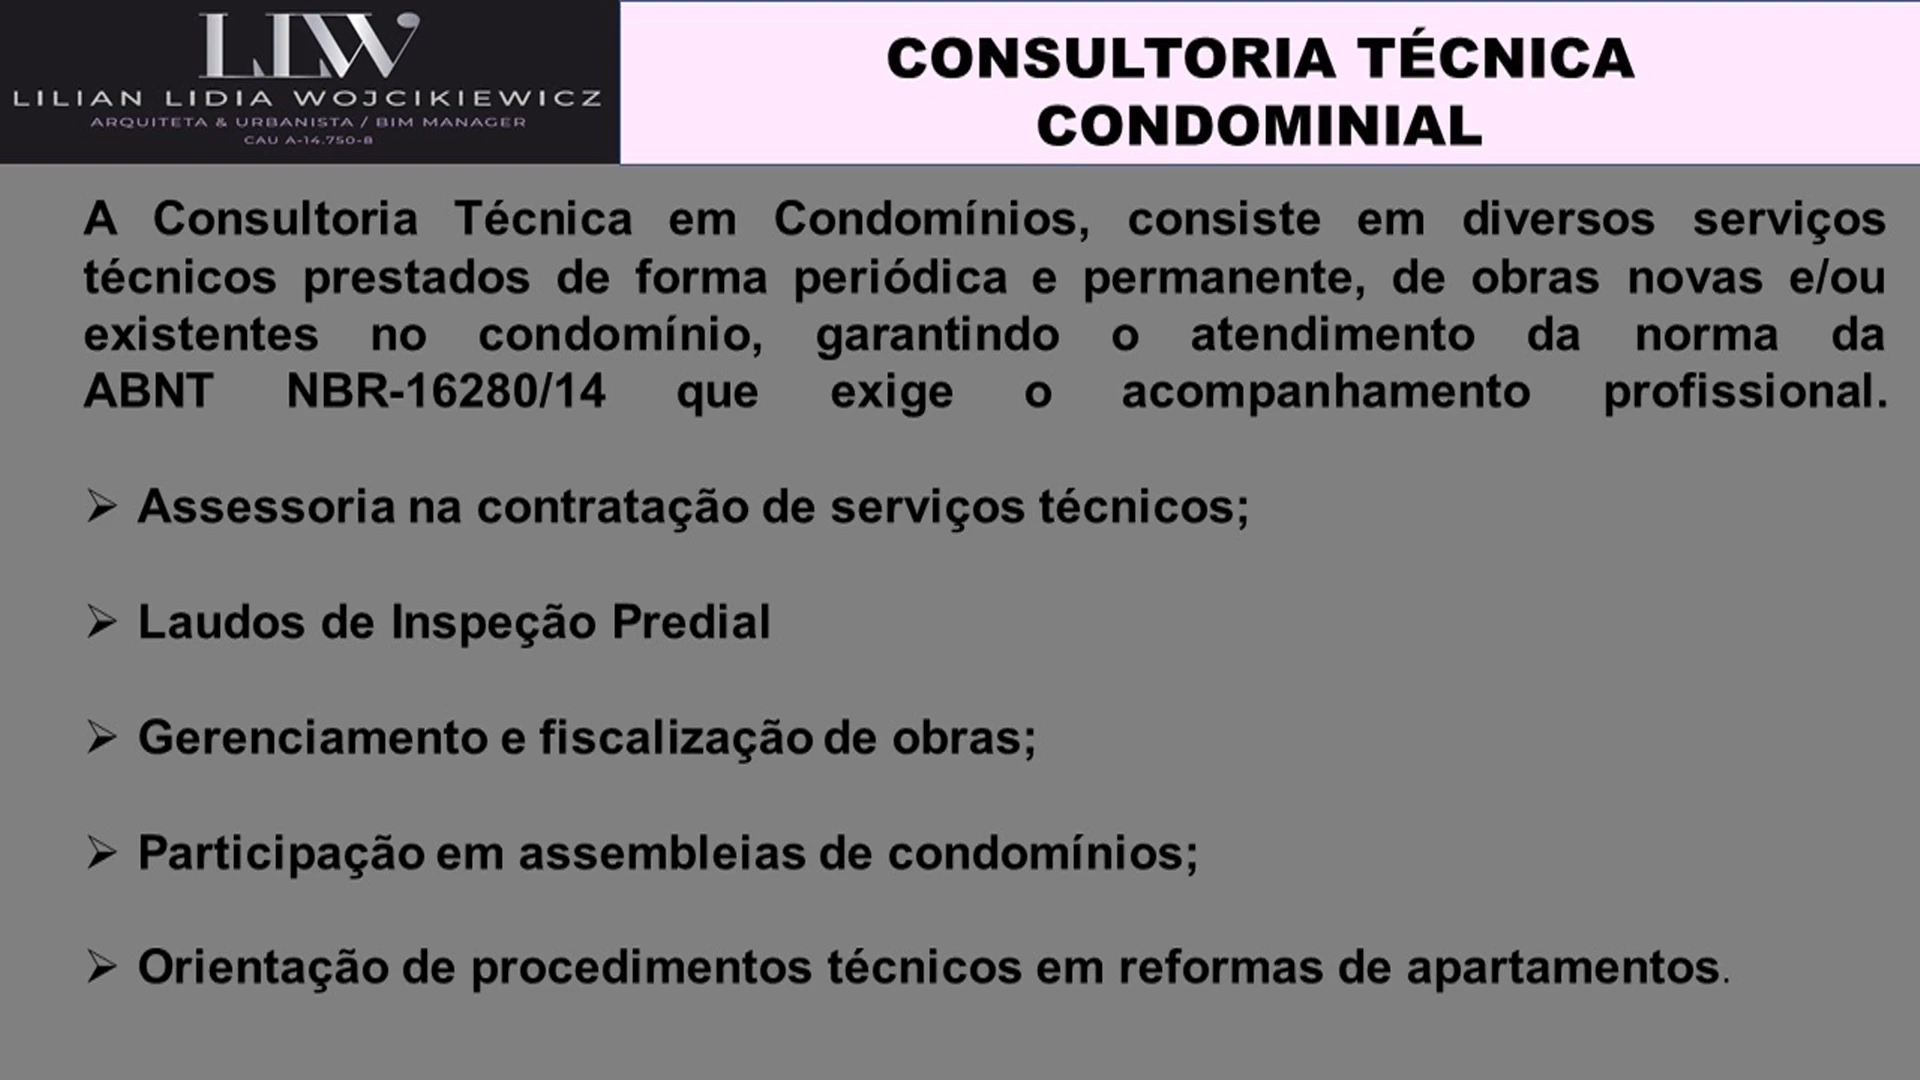 LLW
LILIAN LIDIA WOJCIKIEWICZ
ARQUITETA & URBANISTA / BIM MANAGER
CAU A-14.750-8
CONSULTORIA TÉCNICA
CONDOMINIAL
A Consultoria Técnica em Condomínios, consiste em diversos serviços
técnicos prestados de forma periódica e permanente, de obras novas e/ou
existentes no condomínio, garantindo o atendimento da norma da
ABNT NBR-16280/14 que exige o acompanhamento profissional.
➢ Assessoria na contratação de serviços técnicos;
➢ Laudos de Inspeção Predial
➢ Gerenciamento e fiscalização de obras;
➢ Participação em assembleias de condomínios;
➢ Orientação de procedimentos técnicos em reformas de apartamentos.